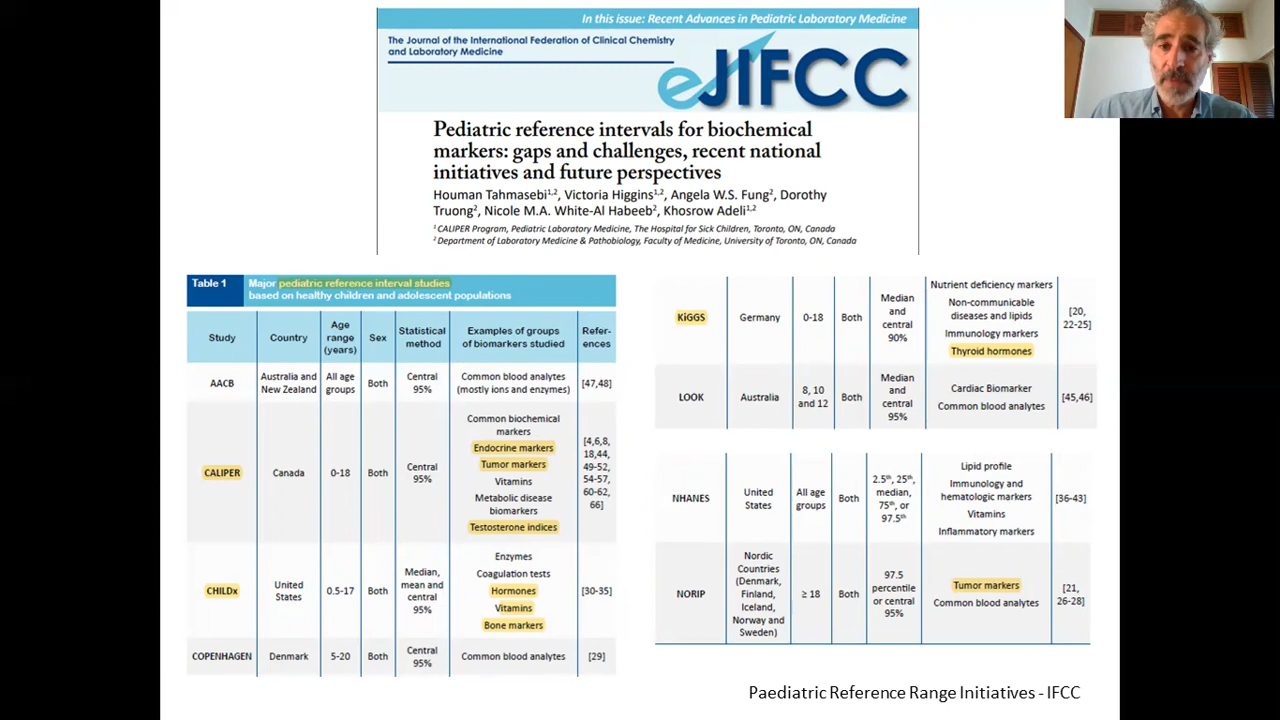 In this issue: Recent Advances in Pediatric Laboratory Medicine
The Journal of the International Federation of Clinical Chemistry
and Laboratory Medicine
eJIFCC
Pediatric reference intervals for biochemical
markers: gaps and challenges, recent national
initiatives and future perspectives
Houman Tahmasebi1,2, Victoria Higgins1,2, Angela W.S. Fung2, Dorothy
Truong2, Nicole M.A. White-Al Habeeb2, Khosrow Adeli1,2
1 CALIPER Program, Pediatric Laboratory Medicine, The Hospital for Sick Children, Toronto, ON, Canada
2 Department of Laboratory Medicine & Pathobiology, Faculty of Medicine, University of Toronto, ON, Canada
Table 1
Major pediatric reference interval studies
based on healthy children and adolescent populations
Study
Country
Age
range
(years)
Sex
Statistical
method
Examples of groups
of biomarkers studied
Refer-
ences
AACB
Australia and
New Zealand
All age
groups
Both
Central
95%
Common blood analytes
(mostly ions and enzymes)
[47,48]
CALIPER
Canada
0-18
Both
Central
95%
Common biochemical
markers
Endocrine markers
Tumor markers
Vitamins
Metabolic disease
biomarkers
Testosterone indices
[4,6,8,
18,44,
49-52,
54-57,
60-62,
66]
CHILDx
United
States
0.5-17
Both
Median,
mean and
central
95%
Enzymes
Coagulation tests
Hormones
Vitamins
Bone markers
[30-35]
COPENHAGEN
Denmark
5-20
Both
Central
95%
Common blood analytes
[29]
KiGGS
Germany
0-18
Both
Median
and
central
90%
Nutrient deficiency markers
Non-communicable
diseases and lipids
Immunology markers
Thyroid hormones
[20,
22-25]
LOOK
Australia
8, 10
and 12
Both
Median
and
central
95%
Cardiac Biomarker
Common blood analytes
[45,46]
NHANES
United
States
All age
groups
Both
2.5th, 25th,
median,
75th, or
97.5th
Lipid profile
Immunology and
hematologic markers
Vitamins
Inflammatory markers
[36-43]
NORIP
Nordic
Countries
(Denmark,
Finland,
Iceland,
Norway and
Sweden)
≥ 18
Both
97.5
percentile
or central
95%
Tumor markers
Common blood analytes
[21,
26-28]
Paediatric Reference Range Initiatives - IFCC